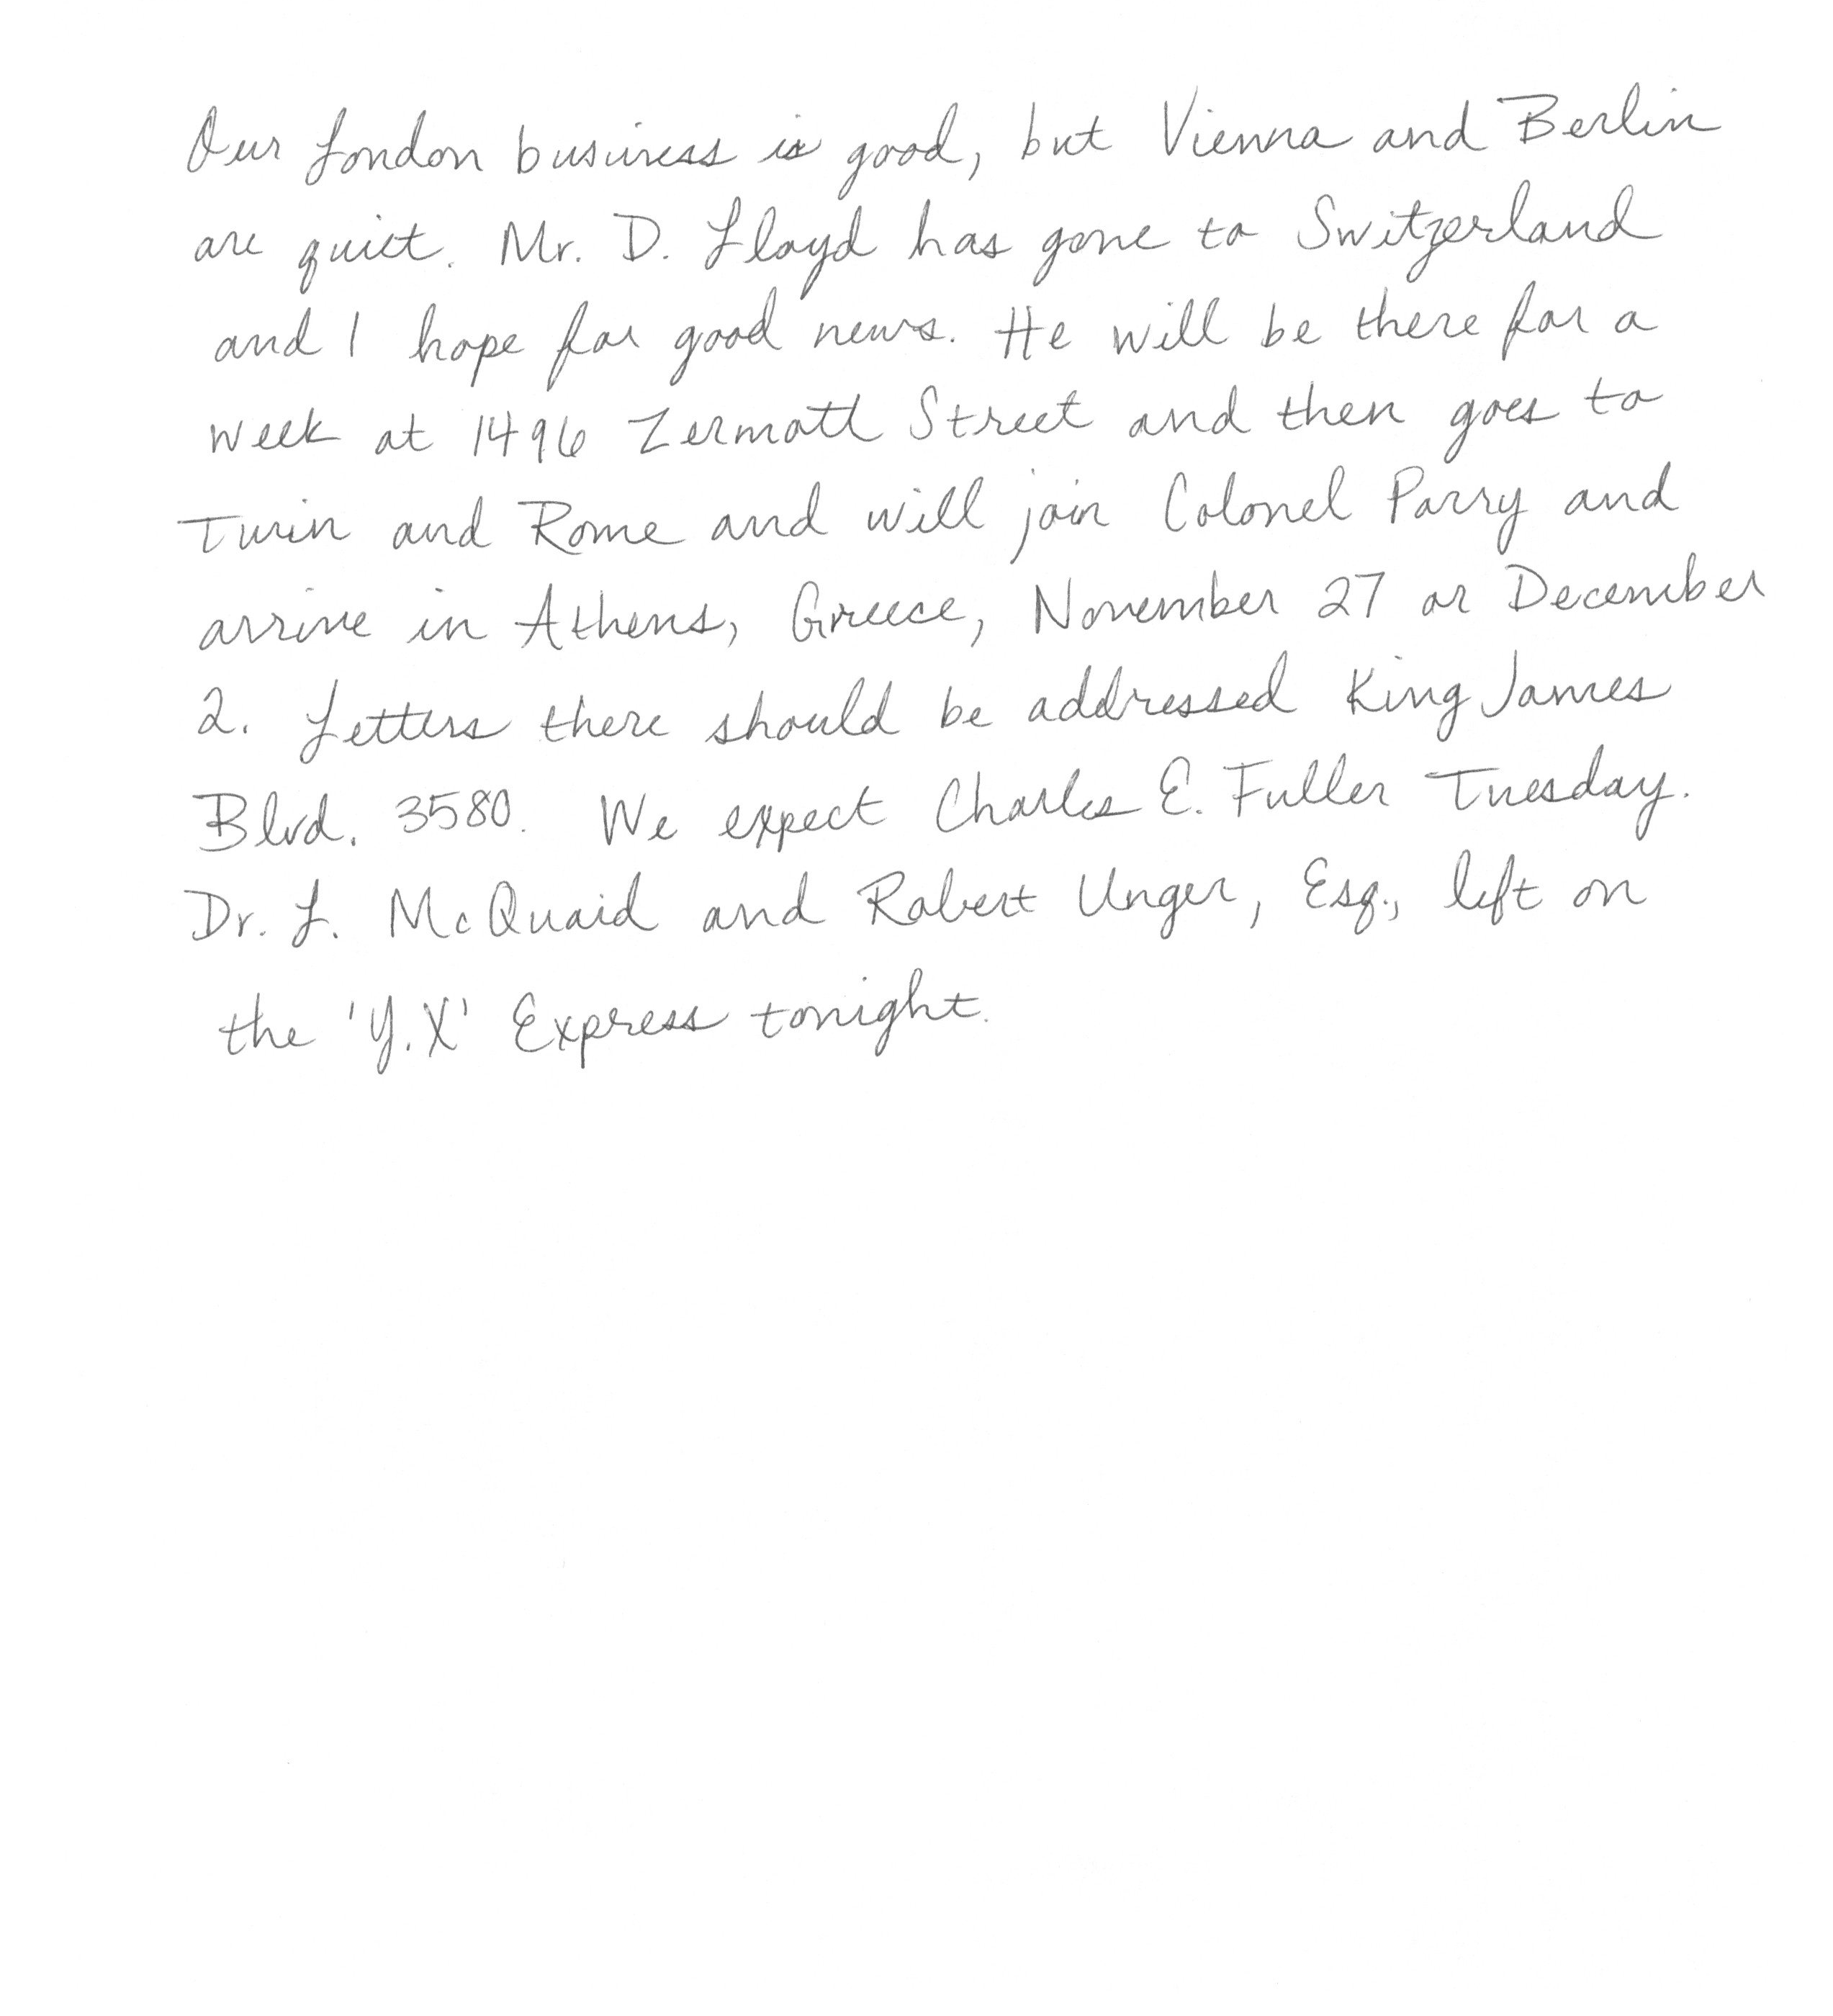 Our London business is good, but Vienna and Berlin
are quiet. Mr. D. Lloyd has gone to Switzerland
and I hope for good news. He will be there for a
week at 1496 Zermatt Street and then goes to
Turin and Rome and will join Colonel Parry and
arrive in Athens, Greece, November 27 or December
2. Letters there should be addressed King James
Blvd. 3580. We expect Charles E. Fuller Tuesday.
Dr. L. McQuaid and Robert Unger, Esq., left on
the 'Y.X' Express tonight.